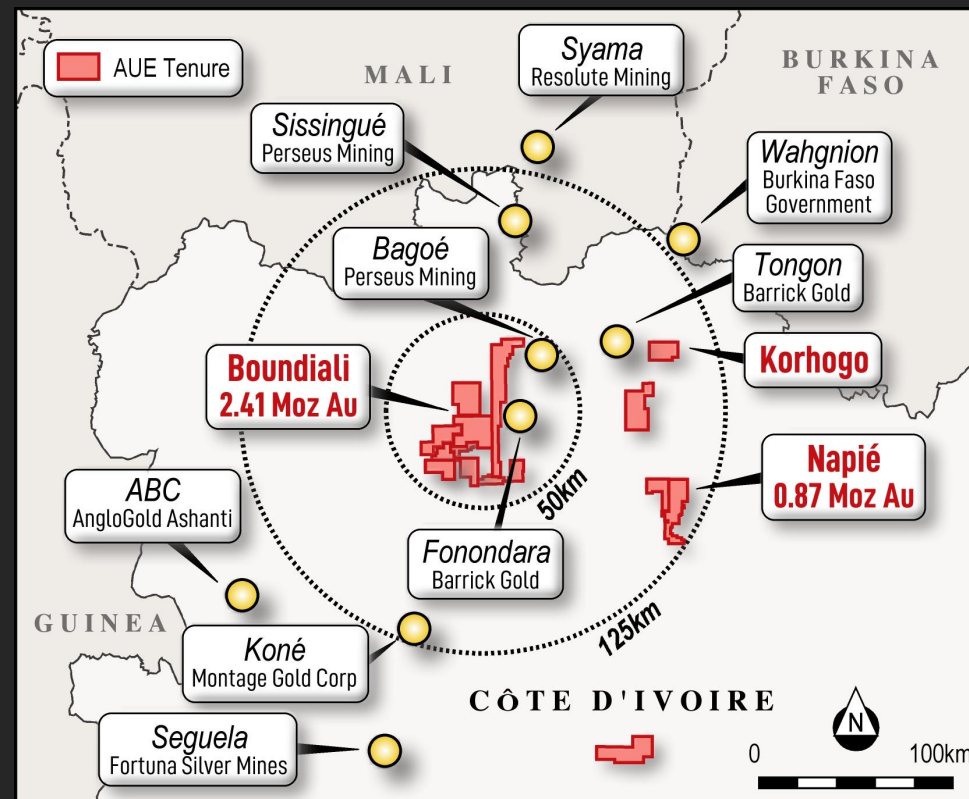 AUE Tenure
MALI
BURKINA
FASO
Syama
Resolute Mining
Sissingué
Perseus Mining
Wahgnion
Burkina Faso
Government
Bagoé
Perseus Mining
Tongon
Barrick Gold
Boundiali
2.41 Moz Au
Korhogo
Napié
0.87 Moz Au
ABC
AngloGold Ashanti
50km
Fonondara
Barrick Gold
125km
GUINEA
Koné
Montage Gold Corp
CÔTE D'IVOIRE
Seguela
Fortuna Silver Mines
N
0 100km